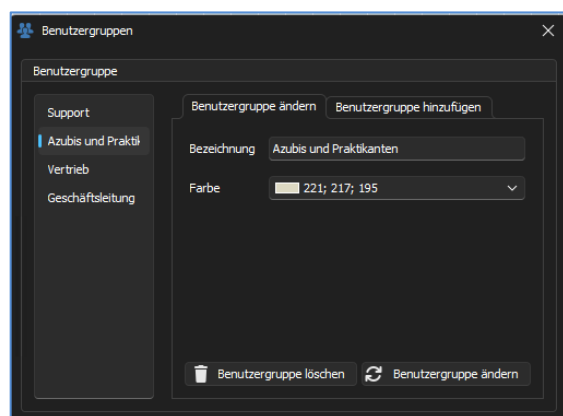 Benutzergruppen
Benutzergruppe
Support
Azubis und Praktil
Vertrieb
Geschäftsleitung
Benutzergruppe ändern
Benutzergruppe hinzufügen
Bezeichnung
Azubis und Praktikanten
Farbe
221; 217; 195
Benutzergruppe löschen
Benutzergruppe ändern